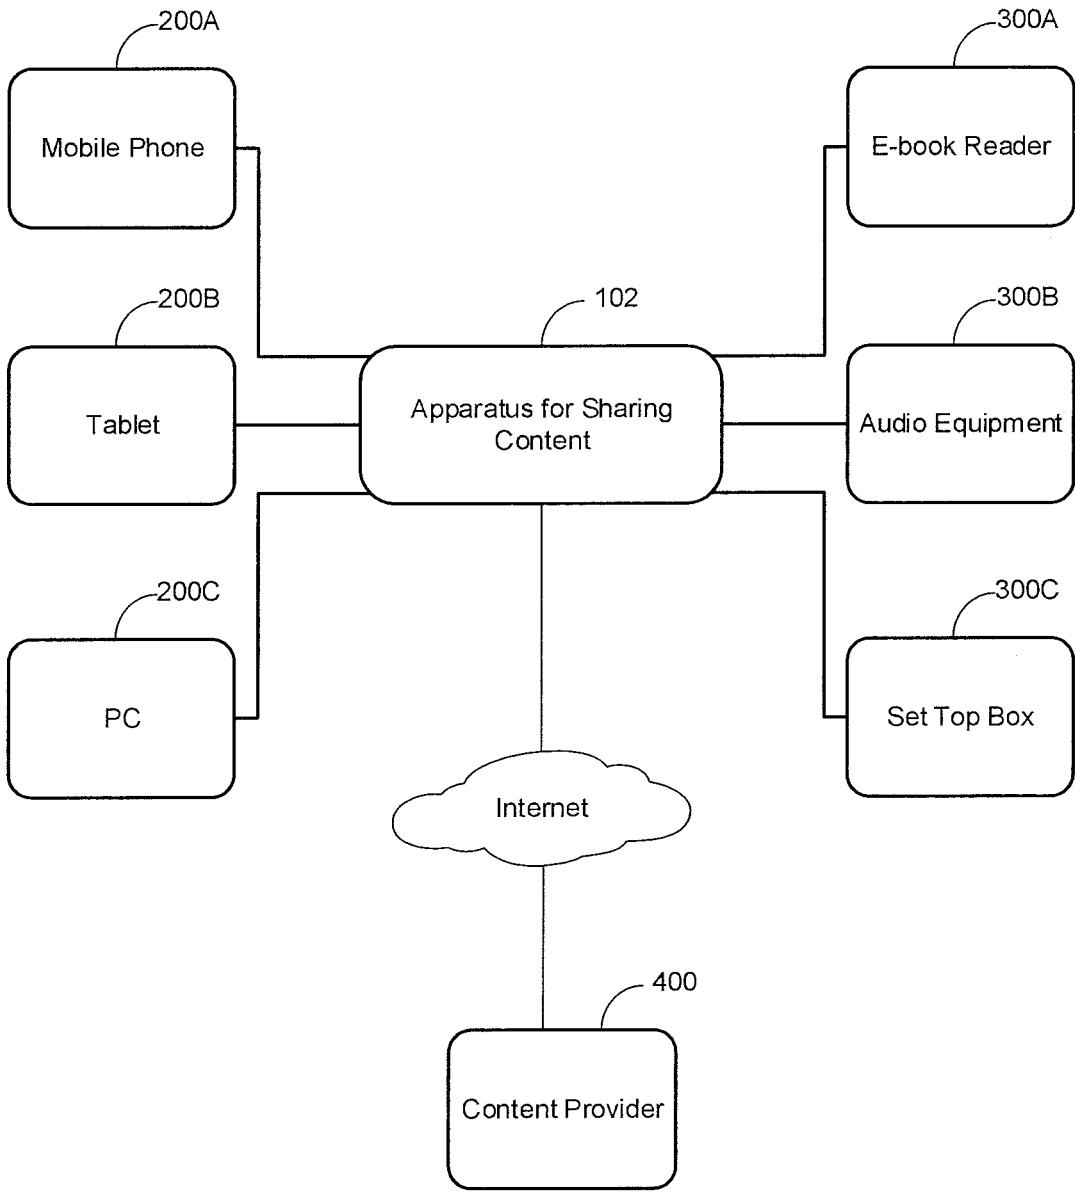 200A
300A
Mobile Phone
E-book Reader
200B
102
300B
Tablet
Apparatus for Sharing
Content
Audio Equipment
200C
300C
PC
Set Top Box
Internet
400
Content Provider